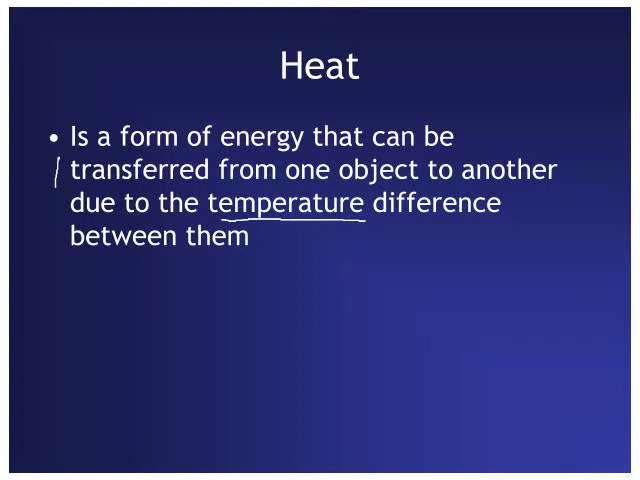 Heat
• Is a form of energy that can be
transferred from one object to another
due to the temperature difference
between them